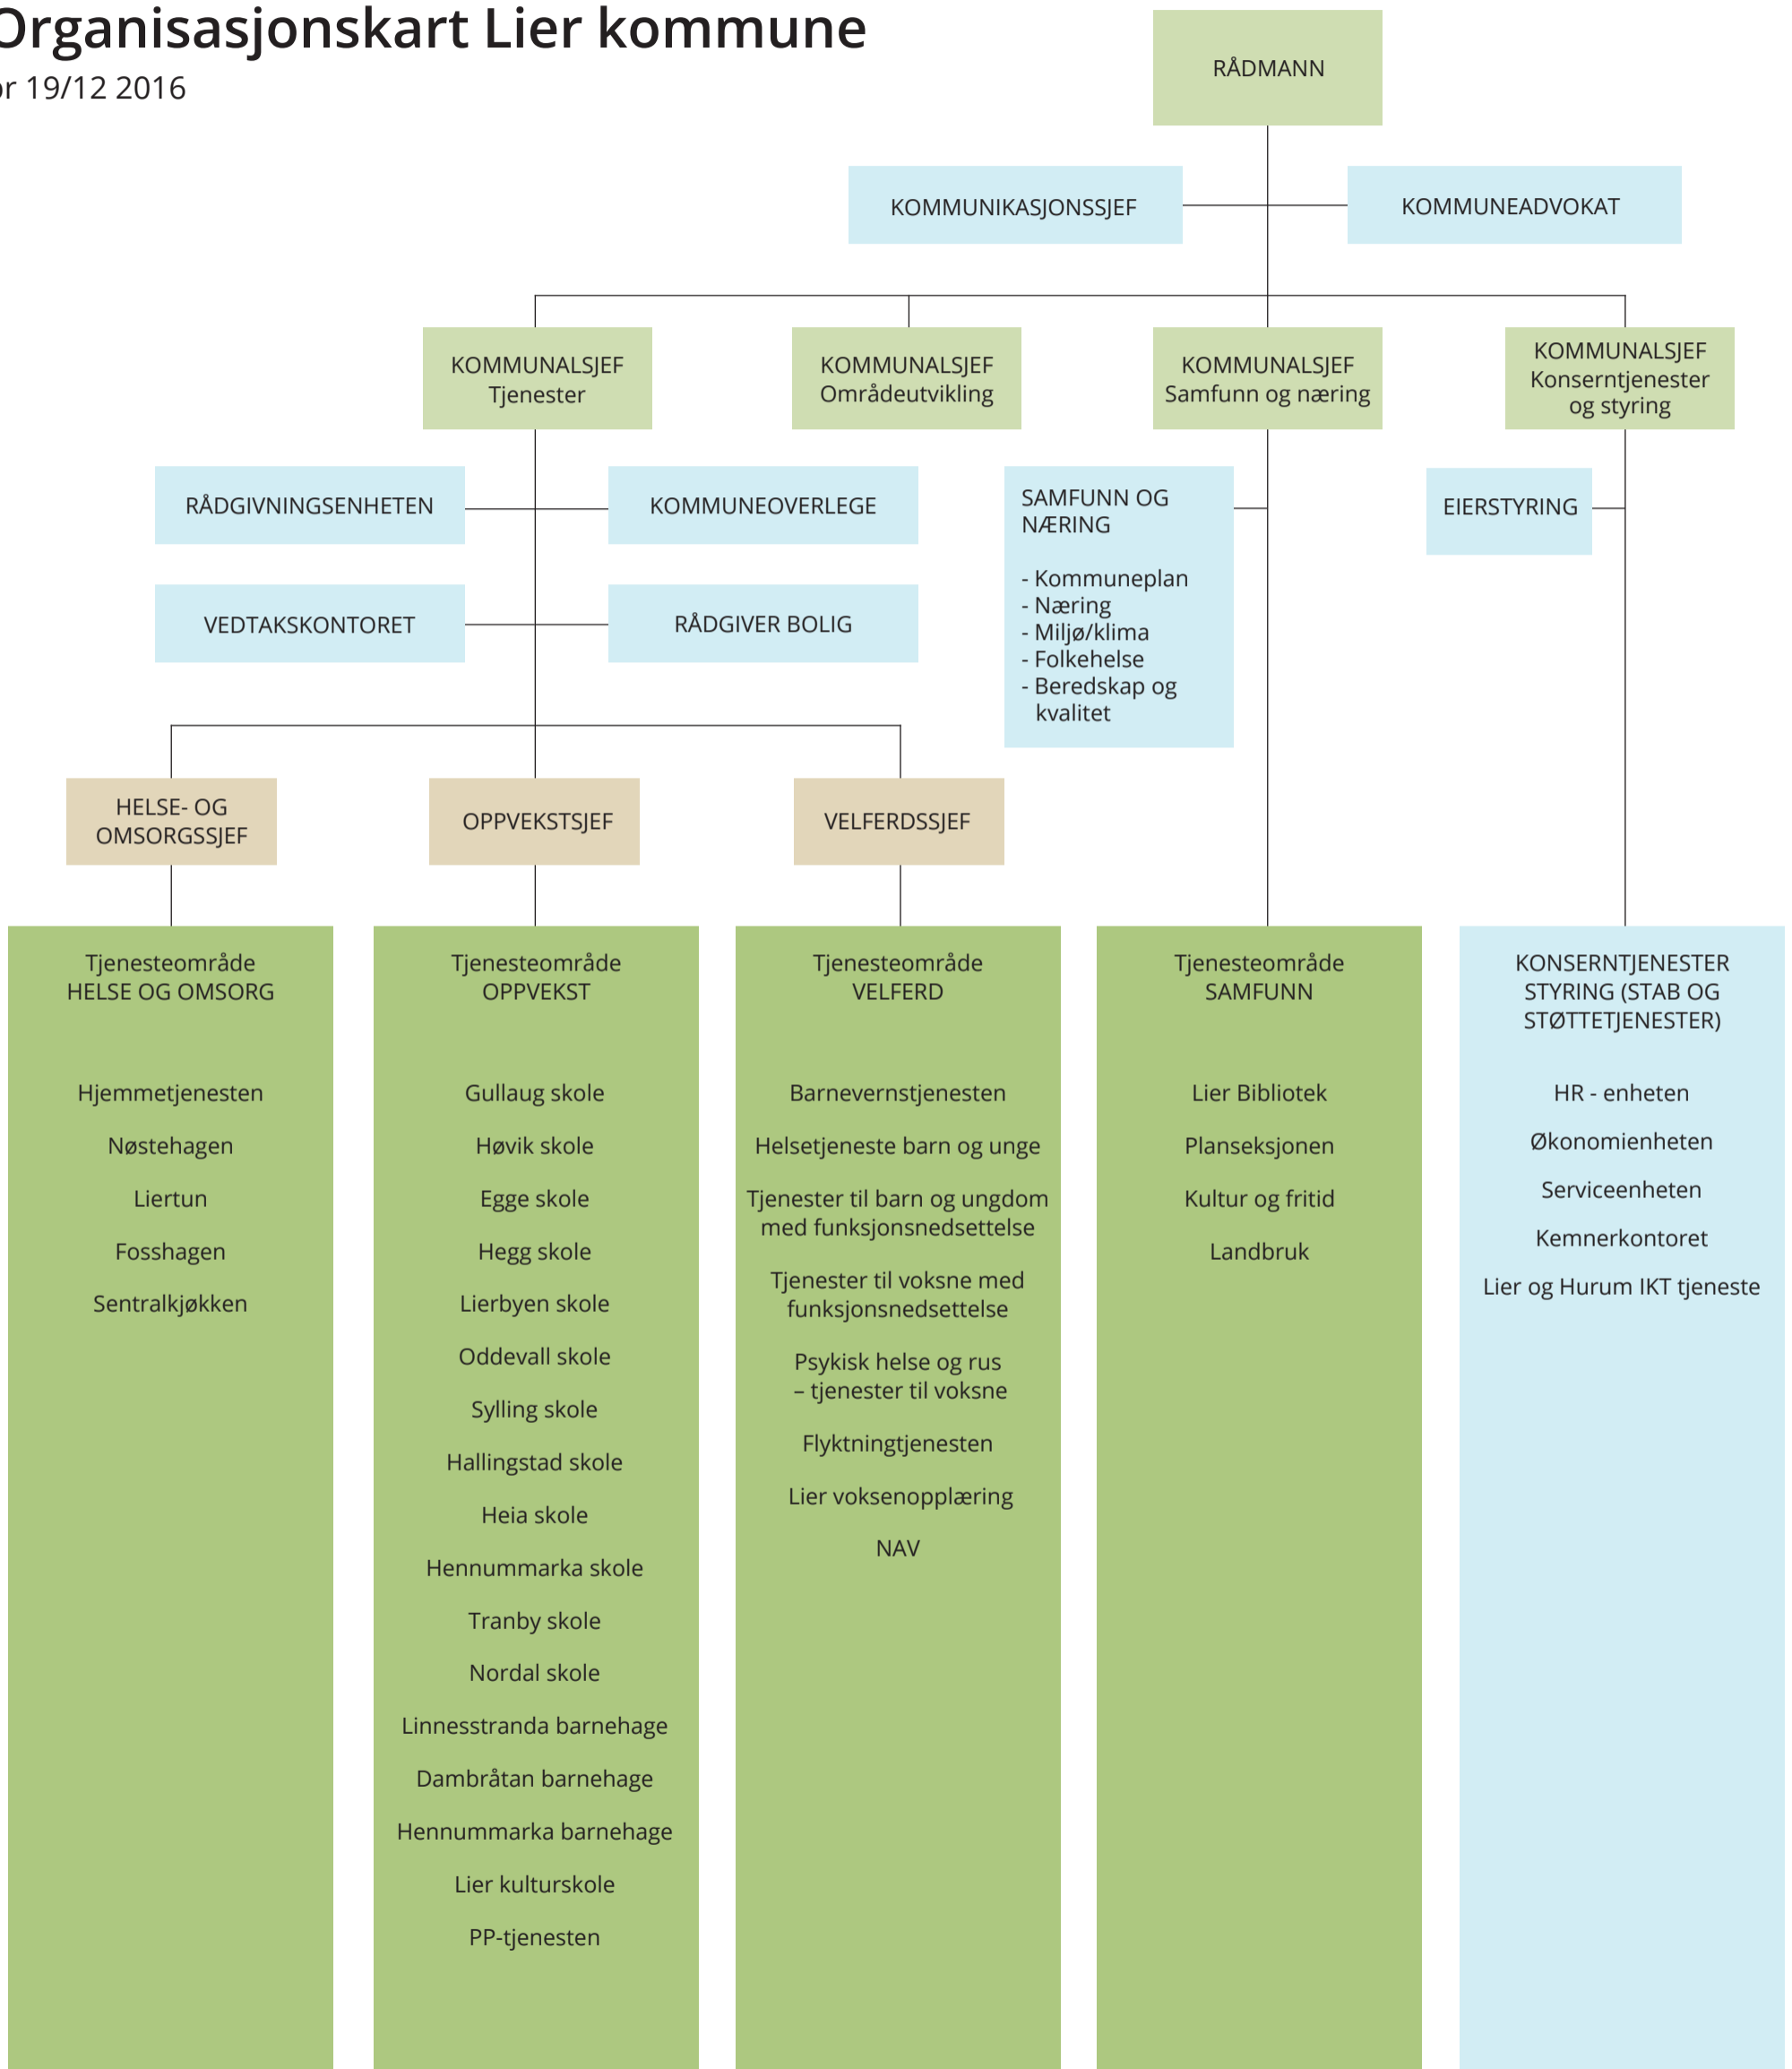 Organisasjonskart Lier kommune
or 19/12 2016
RÅDMANN
KOMMUNIKASJONSSJEF
KOMMUNEADVOKAT
KOMMUNALSJEF
Tjenester
KOMMUNALSJEF
Områdeutvikling
KOMMUNALSJEF
Samfunn og næring
KOMMUNALSJEF
Konserntjenester
og styring
RÅDGIVNINGSENHETEN
KOMMUNEOVERLEGE
VEDTAKSKONTORET
RÅDGIVER BOLIG
SAMFUNN OG
NÆRING
- Kommuneplan
- Næring
- Miljø/klima
- Folkehelse
- Beredskap og
kvalitet
EIERSTYRING
HELSE- OG
OMSORGSSJEF
OPPVEKSTSJEF
VELFERDSSJEF
Tjenesteområde
HELSE OG OMSORG
Hjemmetjenesten
Nøstehagen
Liertun
Fosshagen
Sentralkjøkken
Tjenesteområde
OPPVEKST
Gullaug skole
Høvik skole
Egge skole
Hegg skole
Lierbyen skole
Oddevall skole
Sylling skole
Hallingstad skole
Heia skole
Hennummarka skole
Tranby skole
Nordal skole
Linnesstranda barnehage
Dambråtan barnehage
Hennummarka barnehage
Lier kulturskole
PP-tjenesten
Tjenesteområde
VELFERD
Barnevernstjenesten
Helsetjeneste barn og unge
Tjenester til barn og ungdom
med funksjonsnedsettelse
Tjenester til voksne med
funksjonsnedsettelse
Psykisk helse og rus
– tjenester til voksne
Flyktningtjenesten
Lier voksenopplæring
NAV
Tjenesteområde
SAMFUNN
Lier Bibliotek
Planseksjonen
Kultur og fritid
Landbruk
KONSERNTJENESTER
STYRING (STAB OG
STØTTETJENESTER)
HR - enheten
Økonomienheten
Serviceenheten
Kemnerkontoret
Lier og Hurum IKT tjeneste